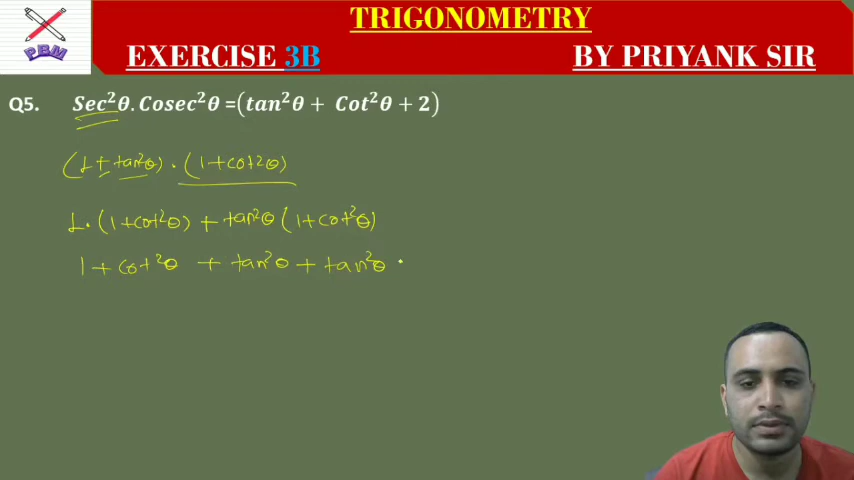 PBM
TRIGONOMETRY
EXERCISE 3B BY PRIYANK SIR
Q5. Sec²θ.Cosec²θ=(tan²θ + Cot²θ + 2)
(1 + tan²θ) · (1+cot²θ)
1·(1+cot²θ) + tan²θ (1+cot²θ)
1 + cot²θ + tan²θ + tan²θ ·